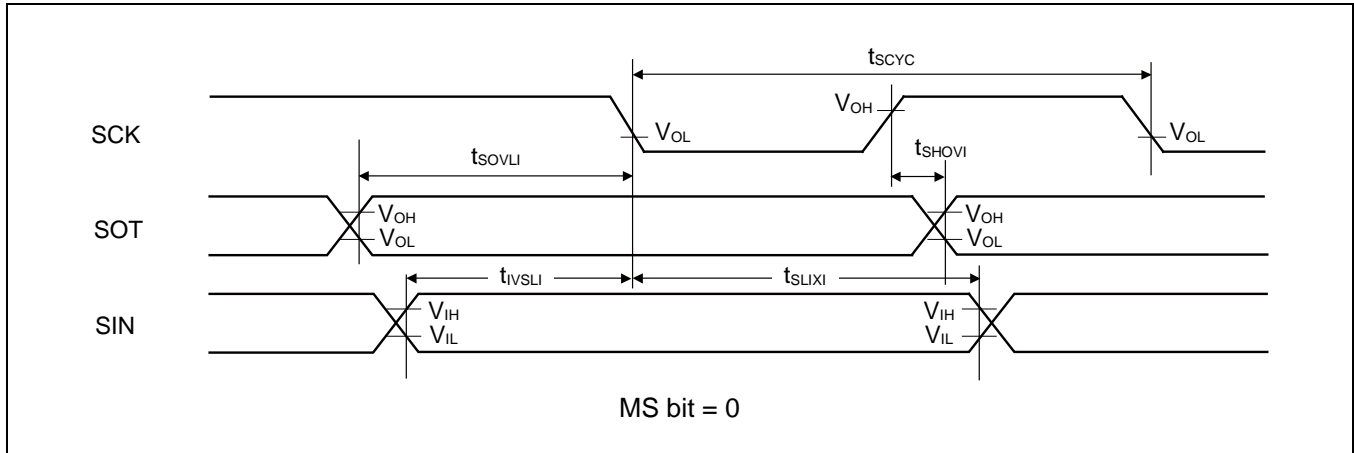 tSCYC
SCK
VOH
VOL
VOL
tSOVLI
tSHOVI
SOT
VOH
VOL
VOH
VOL
tIVSLI
tSLIXI
SIN
VIH
VIL
VIH
VIL
MS bit = 0